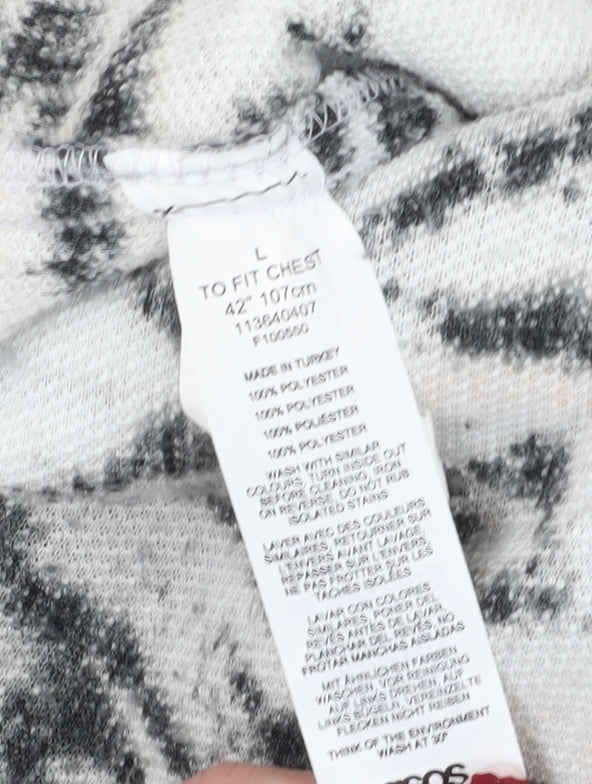 L
TO FIT CHEST
42" 107cm
113640407
F100550
MADE IN TURKEY
100% POLYESTER
100% POLYESTER
100% POLIÉSTER
100% POLYESTER
WASH WITH SIMILAR
COLOURS, TURN INSIDE OUT
BEFORE CLEANING, IRON
ON REVERSE, DO NOT RUB
ISOLATED STAINS
LAVER AVEC DES COULEURS
SIMILAIRES, RETOURNER SUR
L'ENVERS AVANT LAVAGE,
REPASSER SUR L'ENVERS,
NE PAS FROTTER SUR LES
TACHES ISOLÉES
LAVAR CON COLORES
SIMILARES, PONER DEL
REVÉS ANTES DE LAVAR,
PLANCHAR DEL REVÉS, NO
FROTAR MANCHAS AISLADAS
MIT ÄHNLICHEN FARBEN
WASCHEN, VOR REINIGUNG
AUF LINKS DREHEN, AUF
LINKS BÜGELN, VEREINZELTE
FLECKEN NICHT REIBEN
THINK OF THE ENVIRONMENT
WASH AT 30°